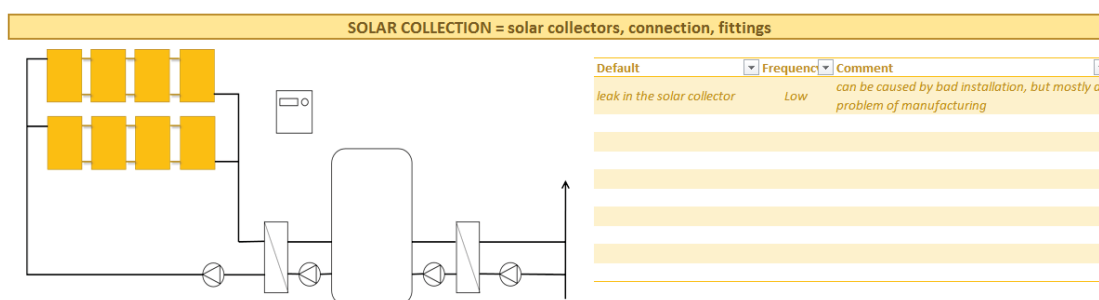 SOLAR COLLECTION = solar collectors, connection, fittings
Default Frequenc Comment
leak in the solar collector Low can be caused by bad installation, but mostly a
problem of manufacturing